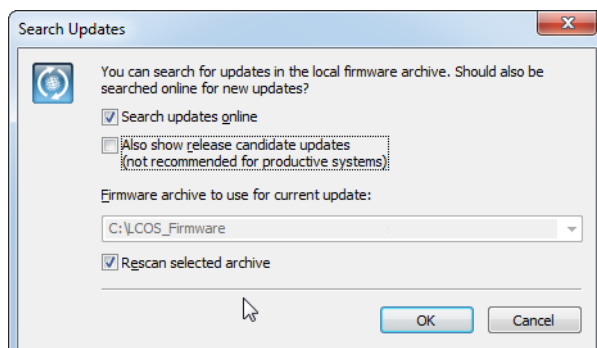 Search Updates
You can search for updates in the local firmware archive. Should also be
searched online for new updates?
Search updates online
Also show release candidate updates
(not recommended for productive systems)
Firmware archive to use for current update:
C:\LCOS_Firmware
Rescan selected archive
OK
Cancel